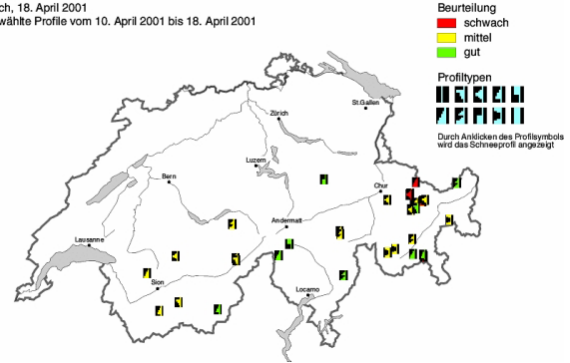 ch, 18. April 2001
wählte Profile vom 10. April 2001 bis 18. April 2001
Beurteilung
schwach
mittel
gut
Profiltypen
Durch Anklicken des Profilsymbols
wird das Schneeprofil angezeigt
St.Gallen
Zürich
Luzern
Bern
Chur
Andermatt
Lausanne
Sion
Locarno